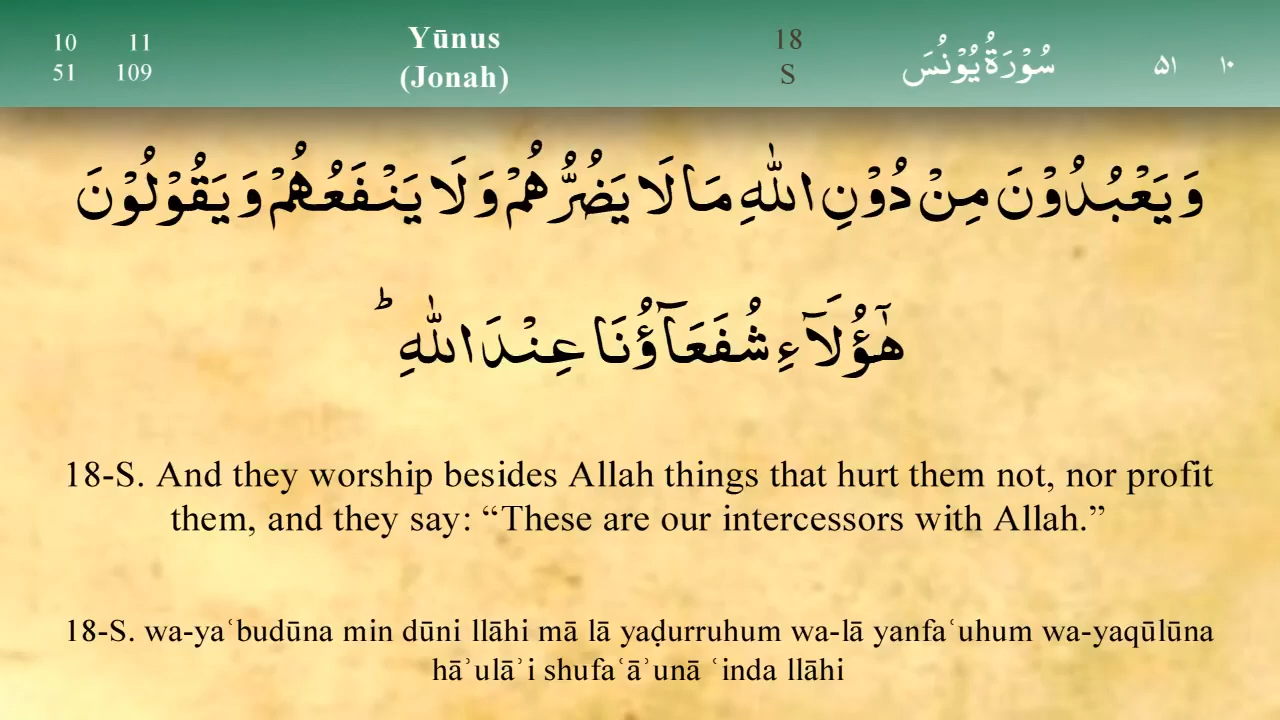 10 11
51 109
Yūnus
(Jonah)
18
S
سُوْرَةُ يُوْنُسَ
۵۱ ۱۰
وَ يَعْبُدُوْنَ مِنْ دُوْنِ اللّٰهِ مَا لَا يَضُرُّهُمْ وَ لَا يَنْفَعُهُمْ وَ يَقُوْلُوْنَ
هٰٓؤُلَآءِ شُفَعَآؤُنَا عِنْدَ اللّٰهِ ؕ
18-S. And they worship besides Allah things that hurt them not, nor profit
them, and they say: “These are our intercessors with Allah.”
18-S. wa-yaʿbudūna min dūni llāhi mā lā yaḍurruhum wa-lā yanfaʿuhum wa-yaqūlūna
hāʾulāʾi shufaʿāʾunā ʿinda llāhi